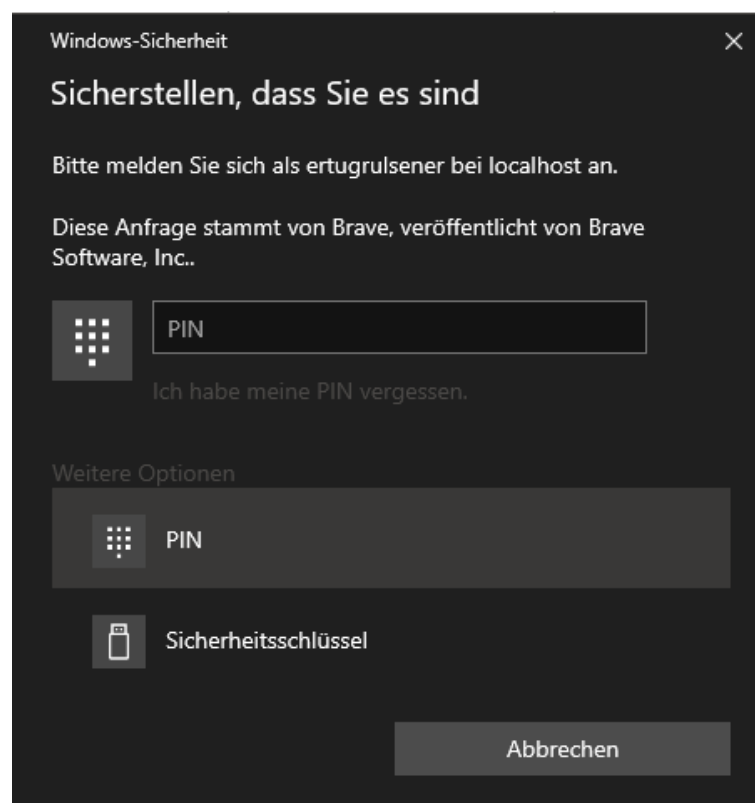 Windows-Sicherheit
Sicherstellen, dass Sie es sind
Bitte melden Sie sich als ertugrulsener bei localhost an.
Diese Anfrage stammt von Brave, veröffentlicht von Brave
Software, Inc..
PIN
Ich habe meine PIN vergessen.
Weitere Optionen
PIN
Sicherheitsschlüssel
Abbrechen